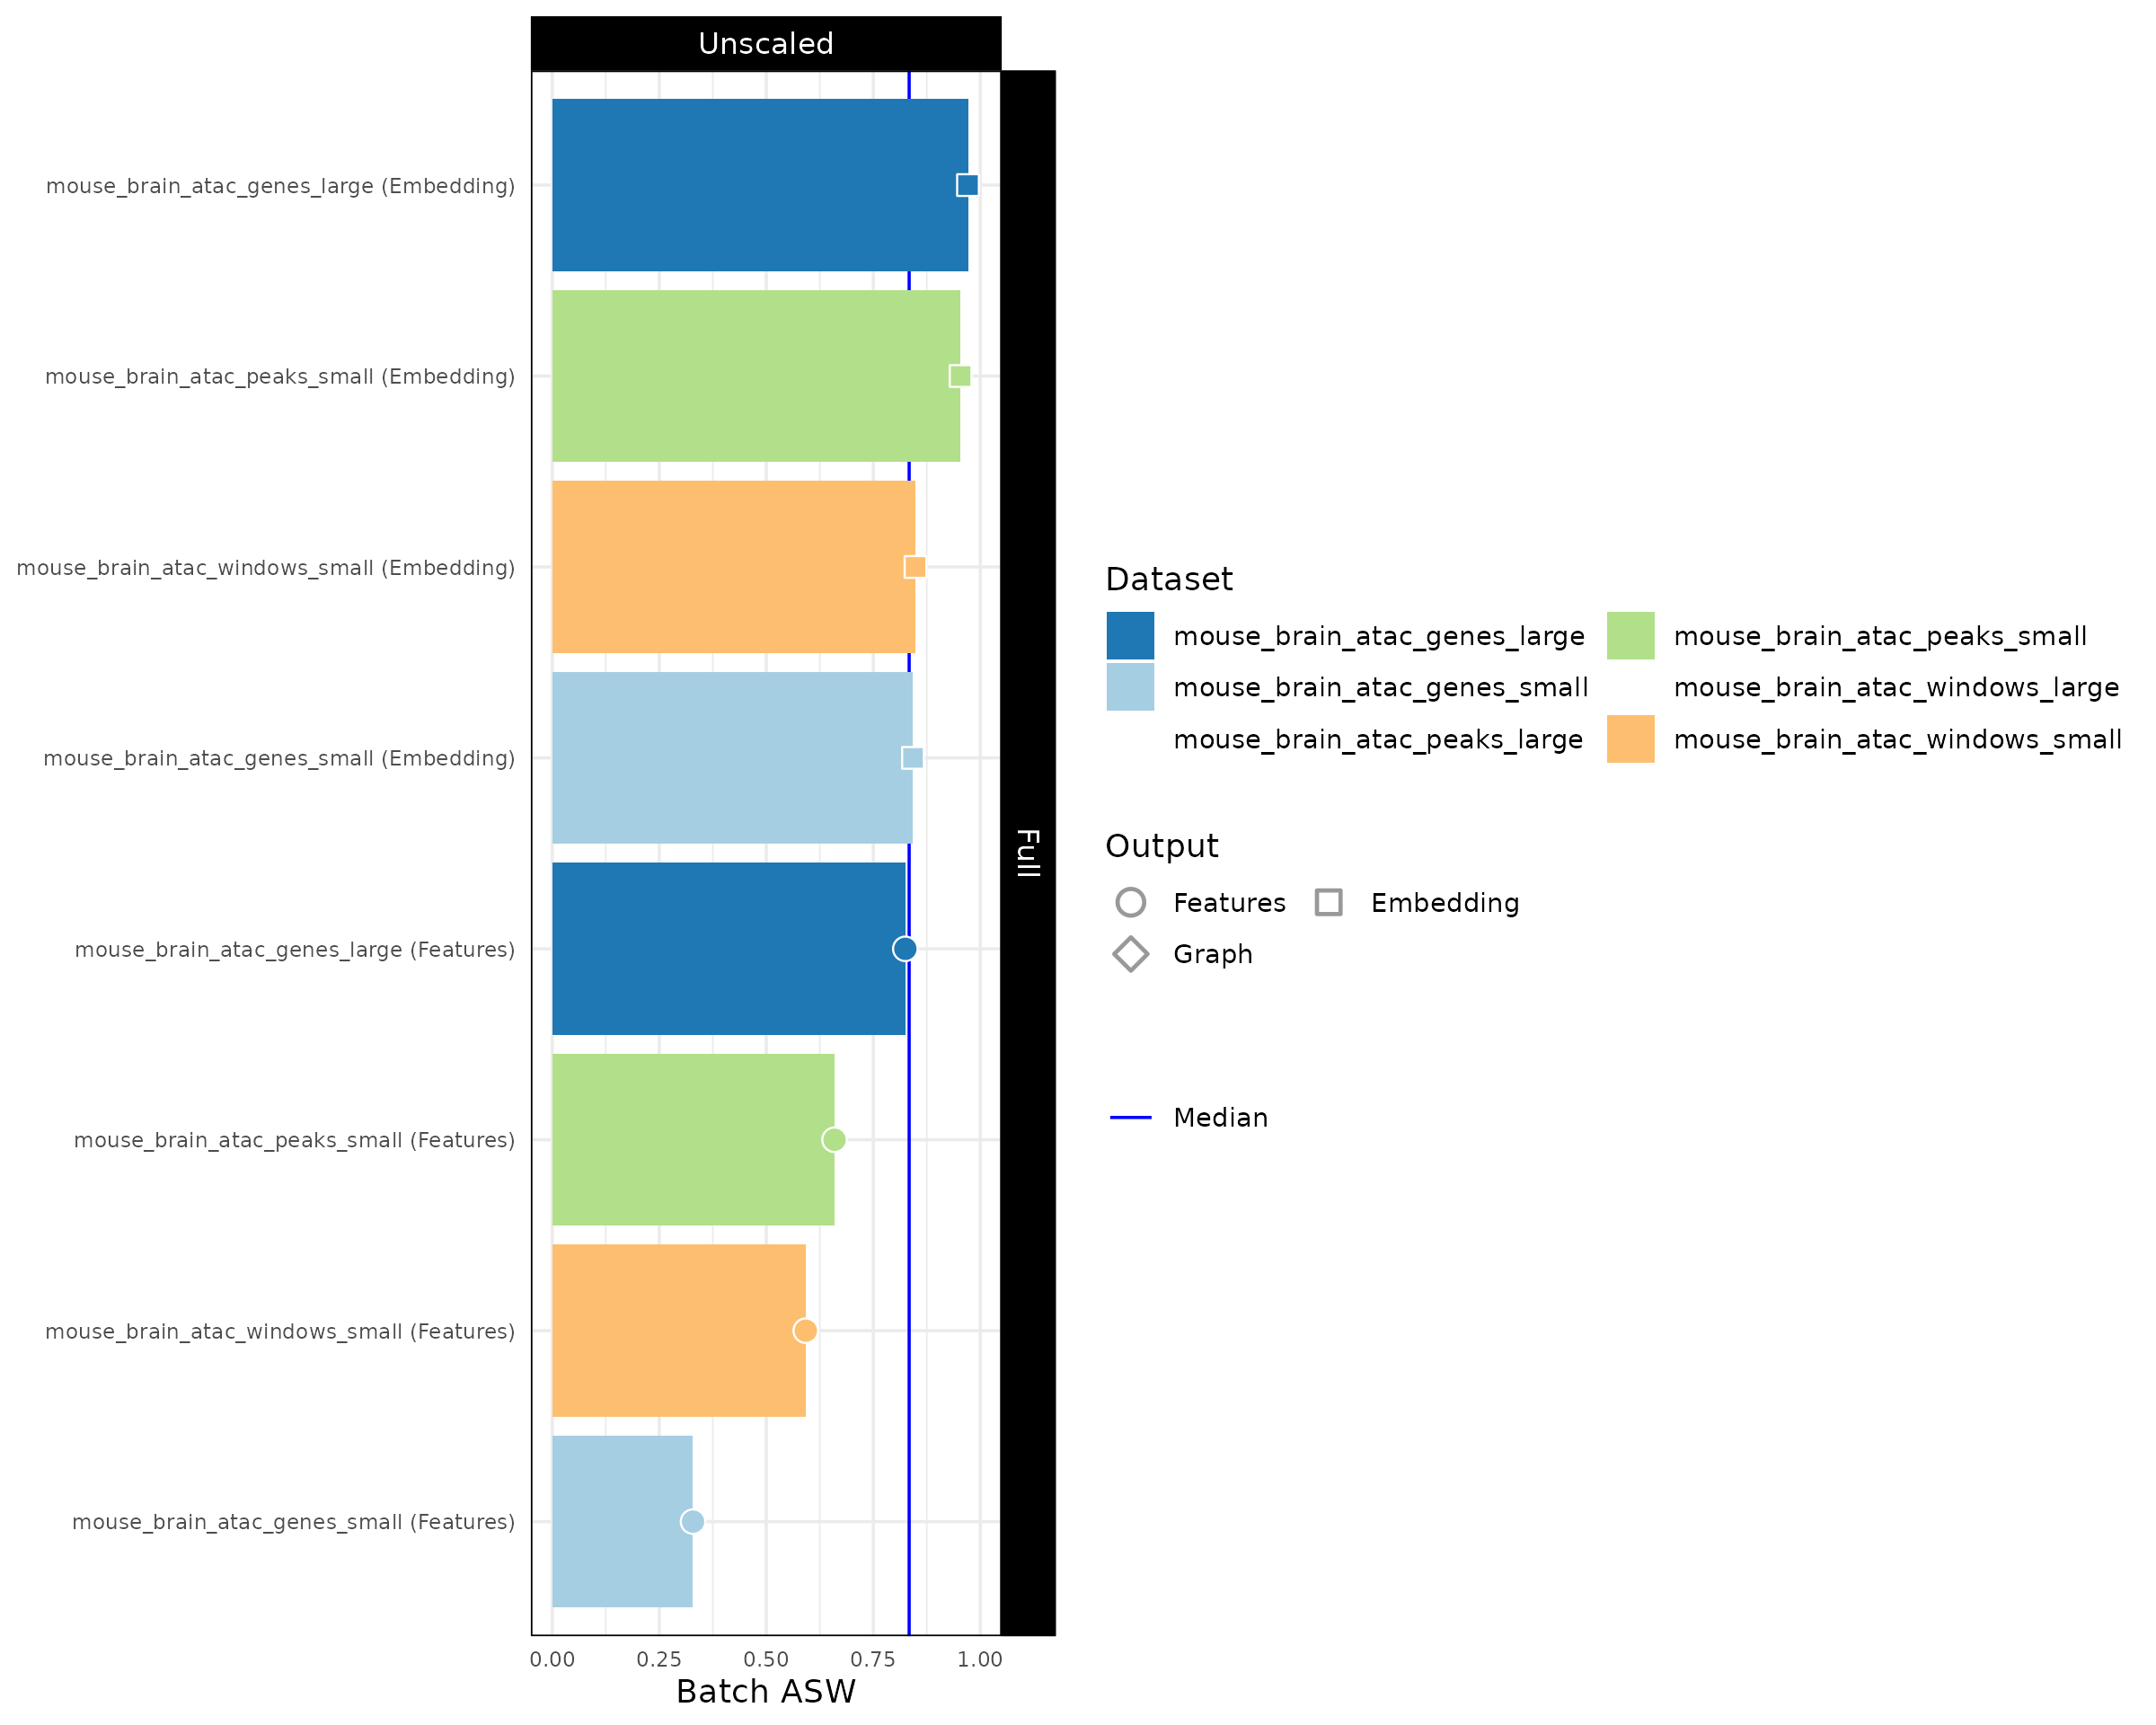 Unscaled
mouse_brain_atac_genes_large (Embedding)
mouse_brain_atac_peaks_small (Embedding)
mouse_brain_atac_windows_small (Embedding)
mouse_brain_atac_genes_small (Embedding)
mouse_brain_atac_genes_large (Features)
mouse_brain_atac_peaks_small (Features)
mouse_brain_atac_windows_small (Features)
mouse_brain_atac_genes_small (Features)
Full
0.00 0.25 0.50 0.75 1.00
Batch ASW
Dataset
mouse_brain_atac_genes_large mouse_brain_atac_peaks_small
mouse_brain_atac_genes_small mouse_brain_atac_windows_large
mouse_brain_atac_peaks_large mouse_brain_atac_windows_small
Output
Features Embedding
Graph
Median